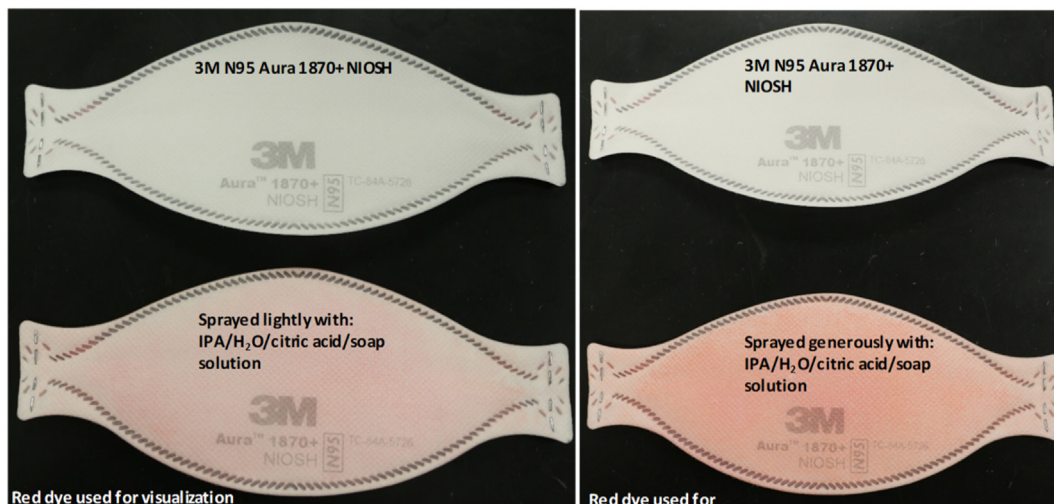 3M N95 Aura 1870+ NIOSH
3M
Aura™ 1870+
NIOSH N95 TC-84A-5726
Sprayed lightly with:
IPA/H₂O/citric acid/soap
solution
3M
Aura™ 1870+
NIOSH N95 TC-84A-5726
Red dye used for visualization
3M N95 Aura 1870+
NIOSH
3M
Aura™ 1870+
NIOSH N95 TC-84A-5726
Sprayed generously with:
IPA/H₂O/citric acid/soap
solution
3M
Aura™ 1870+
NIOSH N95 TC-84A-5726
Red dye used for